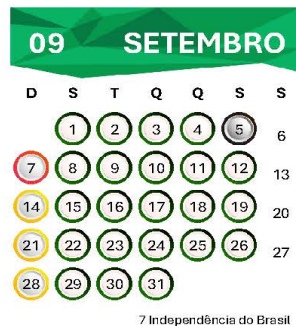 09 SETEMBRO
D S T Q Q S S
1 2 3 4 5 6
7 8 9 10 11 12 13
14 15 16 17 18 19 20
21 22 23 24 25 26 27
28 29 30 31
7 Independência do Brasil